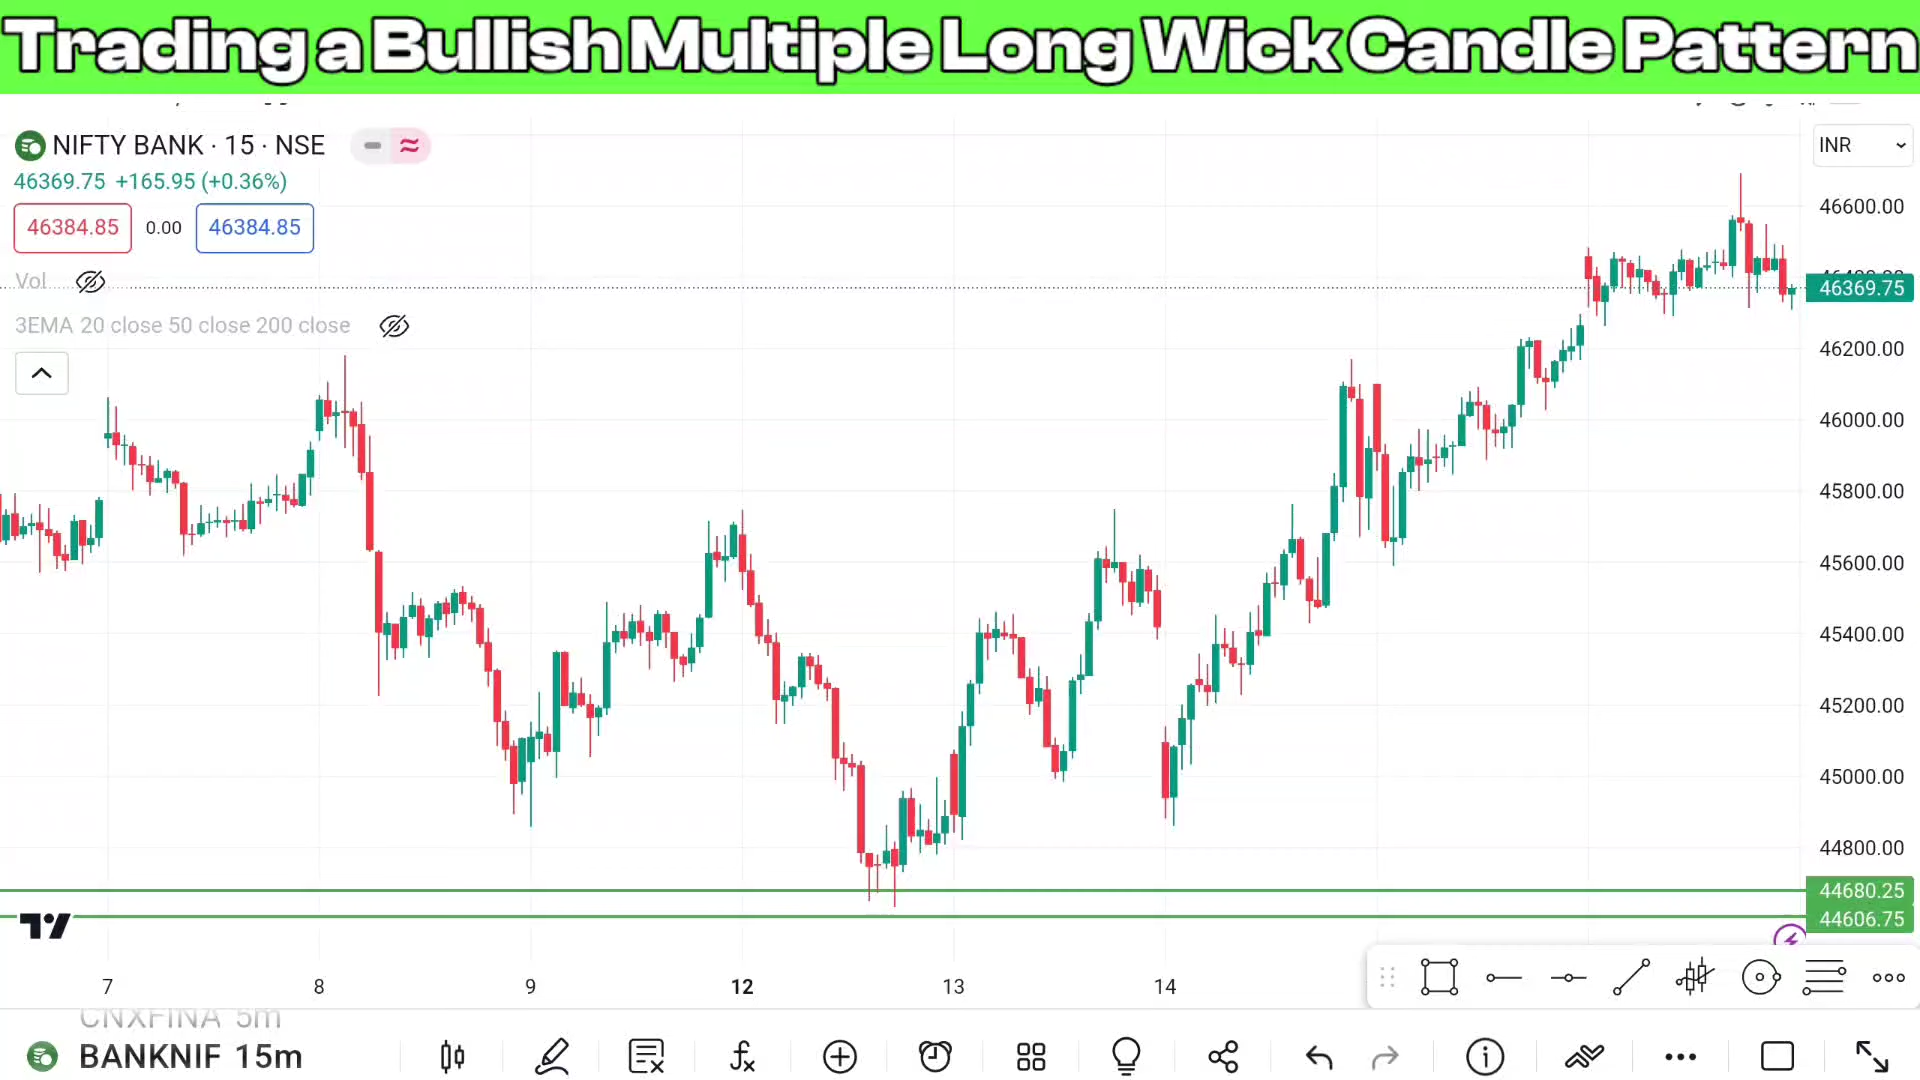 Trading a Bullish Multiple Long Wick Candle Pattern
NIFTY BANK · 15 · NSE
INR
46369.75 +165.95 (+0.36%)
46384.85 0.00 46384.85
Vol
3EMA 20 close 50 close 200 close
46600.00
46369.75
46200.00
46000.00
45800.00
45600.00
45400.00
45200.00
45000.00
44800.00
44680.25
44606.75
7 8 9 12 13 14
CNXFINA 5m
BANKNIF 15m